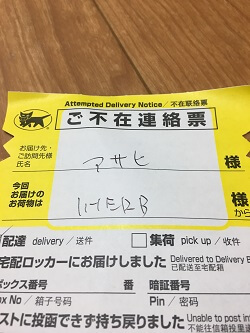 Attempted Delivery Notice / 不在联络票
ご不在連絡票
お届け先・
ご訪問先様
氏名
アサヒ 様
今回
お届けの
お荷物は
様
から
配達 delivery / 送件 集荷 pick up / 收件
宅配ロッカーにお届けしました Delivered to Delivery B
已配送至宅配箱
ボックス番号 暗証番号
ox No / 箱子号码 Pin / 密码
ストに投函できず持ち戻りました Unable to post i
不能往信箱投菓